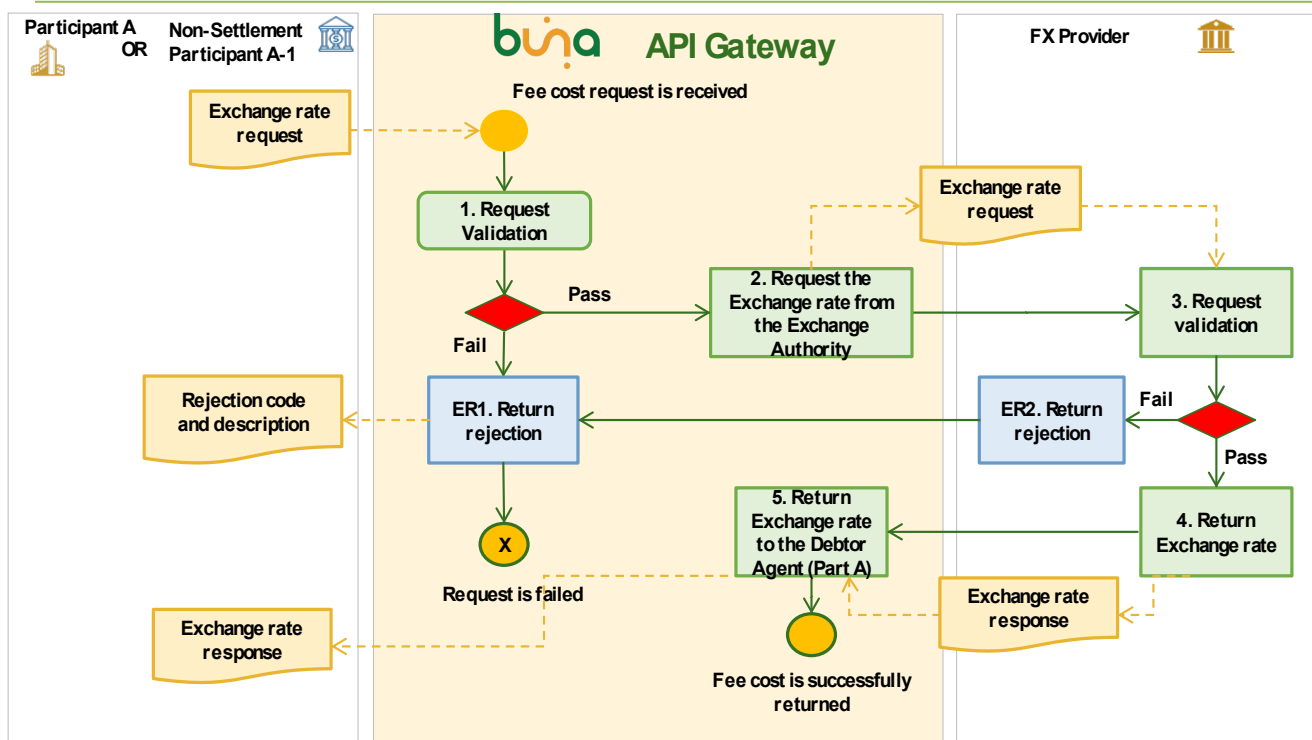 Participant A
OR
Non-Settlement
Participant A-1
buna
API Gateway
FX Provider
Fee cost request is received
Exchange rate
request
1. Request
Validation
Exchange rate
request
Pass
2. Request the
Exchange rate from
the Exchange
Authority
3. Request
validation
Fail
Rejection code
and description
ER1. Return
rejection
ER2. Return
rejection
Fail
Pass
5. Return
Exchange rate
to the Debtor
Agent (Part A)
4. Return
Exchange rate
X
Request is failed
Exchange rate
response
Exchange rate
response
Fee cost is successfully
returned